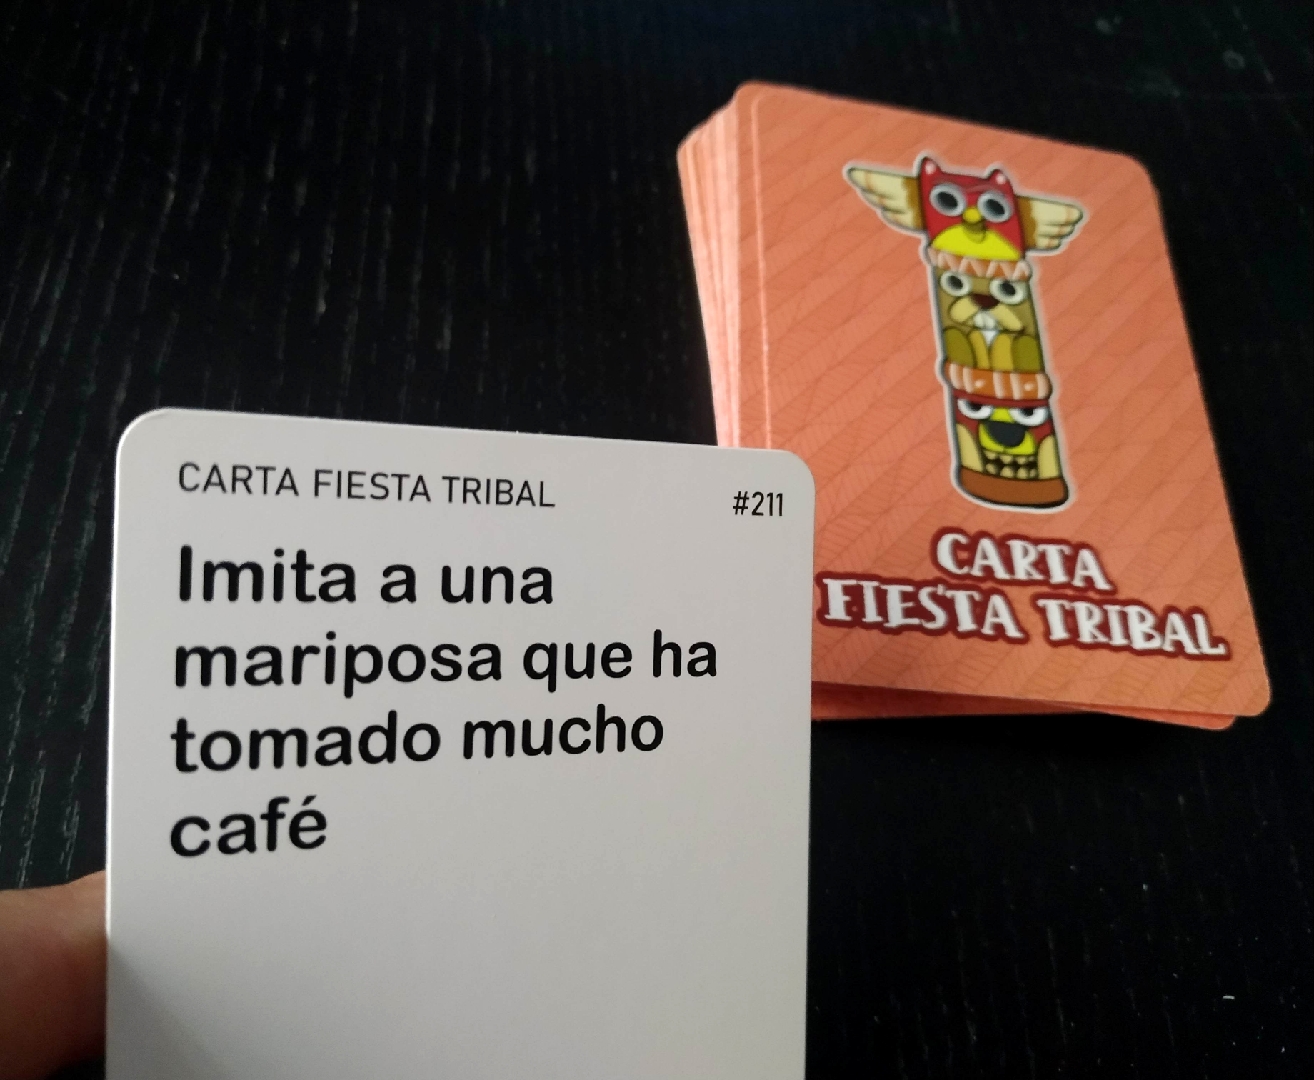 CARTA FIESTA TRIBAL
#211
Imita a una
mariposa que ha
tomado mucho
café
CARTA
FIESTA TRIBAL